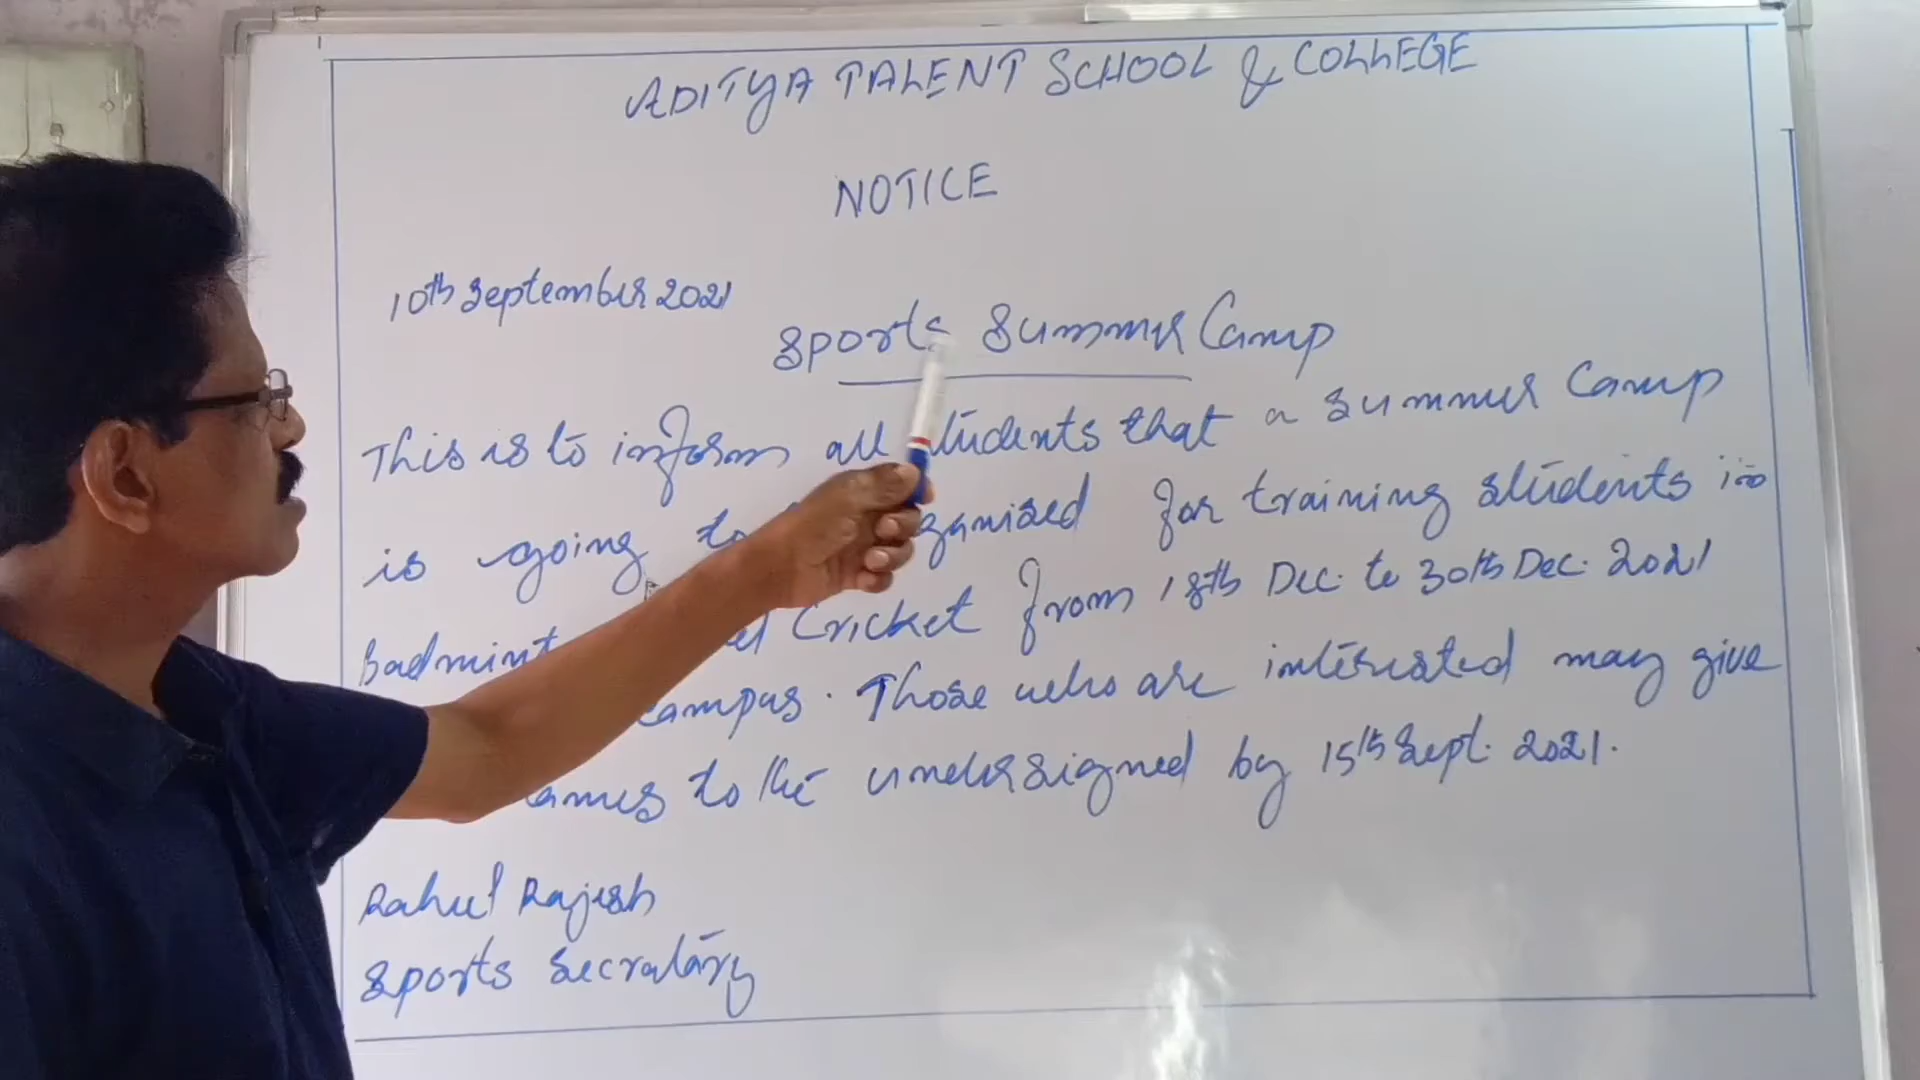 ADITYA TALENT SCHOOL & COLLEGE
NOTICE
10th September 2021
Sports Summer Camp
This is to inform all students that a summer camp
is going to organised for training students in
Badmint Cricket from 18th Dec. to 30th Dec. 2021
campus. Those who are interested may give
to the undersigned by 15th Sept. 2021.
Rahul Rajesh
Sports Secratary